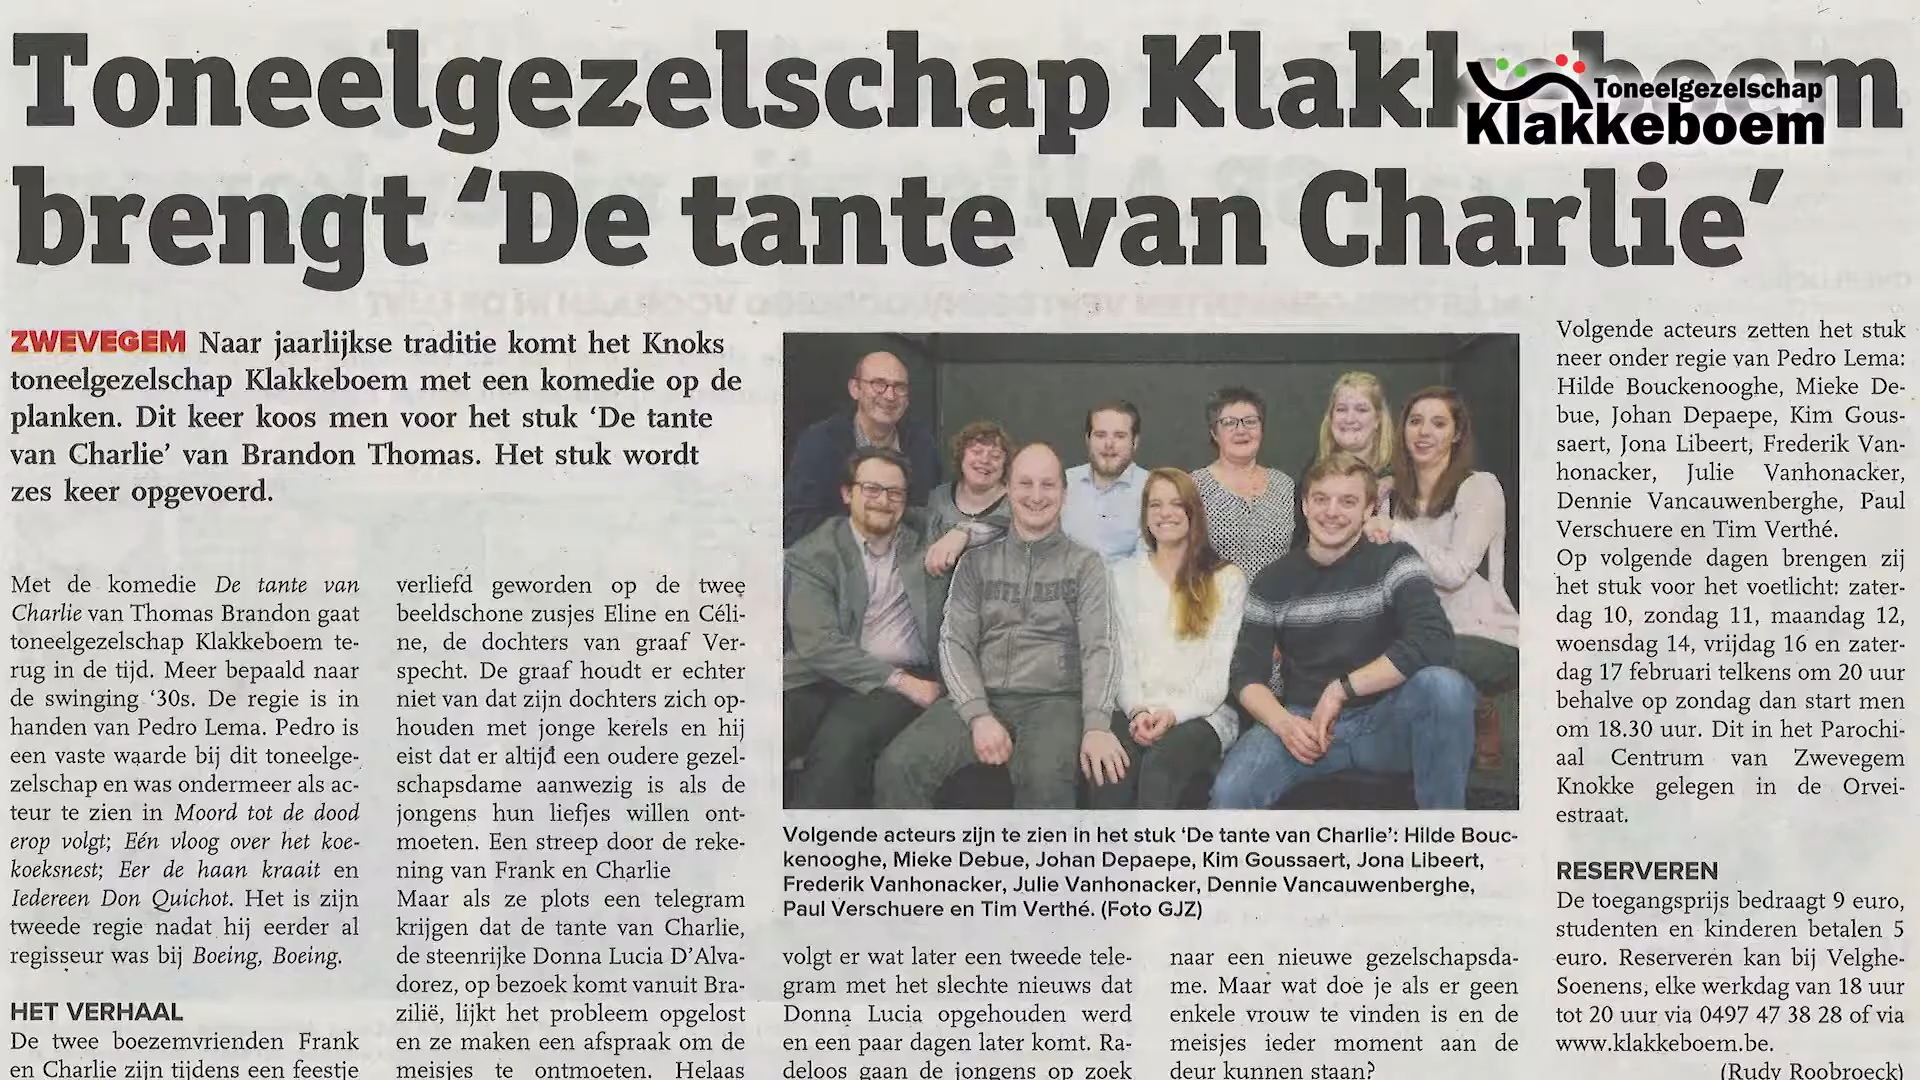 Toneelgezelschap Klakkeboem
brengt ‘De tante van Charlie’
Toneelgezelschap
Klakkeboem
ZWEVEGEM Naar jaarlijkse traditie komt het Knoks
toneelgezelschap Klakkeboem met een komedie op de
planken. Dit keer koos men voor het stuk ‘De tante
van Charlie’ van Brandon Thomas. Het stuk wordt
zes keer opgevoerd.
Met de komedie De tante van
Charlie van Thomas Brandon gaat
toneelgezelschap Klakkeboem te-
rug in de tijd. Meer bepaald naar
de swinging ‘30s. De regie is in
handen van Pedro Lema. Pedro is
een vaste waarde bij dit toneelge-
zelschap en was ondermeer als ac-
teur te zien in Moord tot de dood
erop volgt; Eén vloog over het koe-
koeksnest; Eer de haan kraait en
Iedereen Don Quichot. Het is zijn
tweede regie nadat hij eerder al
regisseur was bij Boeing, Boeing.
HET VERHAAL
De twee boezemvrienden Frank
en Charlie zijn tijdens een feestje
verliefd geworden op de twee
beeldschone zusjes Eline en Céli-
ne, de dochters van graaf Ver-
specht. De graaf houdt er echter
niet van dat zijn dochters zich op-
houden met jonge kerels en hij
eist dat er altijd een oudere gezel-
schapsdame aanwezig is als de
jongens hun liefjes willen ont-
moeten. Een streep door de reke-
ning van Frank en Charlie
Maar als ze plots een telegram
krijgen dat de tante van Charlie,
de steenrijke Donna Lucia D’Alva-
dorez, op bezoek komt vanuit Bra-
zilië, lijkt het probleem opgelost
en ze maken een afspraak om de
meisjes te ontmoeten. Helaas
Volgende acteurs zijn te zien in het stuk ‘De tante van Charlie’: Hilde Bouc-
kenooghe, Mieke Debue, Johan Depaepe, Kim Goussaert, Jona Libeert,
Frederik Vanhonacker, Julie Vanhonacker, Dennie Vancauwenberghe,
Paul Verschuere en Tim Verthé. (Foto GJZ)
volgt er wat later een tweede tele-
gram met het slechte nieuws dat
Donna Lucia opgehouden werd
en een paar dagen later komt. Ra-
deloos gaan de jongens op zoek
naar een nieuwe gezelschapsda-
me. Maar wat doe je als er geen
enkele vrouw te vinden is en de
meisjes ieder moment aan de
deur kunnen staan?
Volgende acteurs zetten het stuk
neer onder regie van Pedro Lema:
Hilde Bouckenooghe, Mieke De-
bue, Johan Depaepe, Kim Gous-
saert, Jona Libeert, Frederik Van-
honacker, Julie Vanhonacker,
Dennie Vancauwenberghe, Paul
Verschuere en Tim Verthé.
Op volgende dagen brengen zij
het stuk voor het voetlicht: zater-
dag 10, zondag 11, maandag 12,
woensdag 14, vrijdag 16 en zater-
dag 17 februari telkens om 20 uur
behalve op zondag dan start men
om 18.30 uur. Dit in het Parochi-
aal Centrum van Zwevegem
Knokke gelegen in de Orvei-
estraat.
RESERVEREN
De toegangsprijs bedraagt 9 euro,
studenten en kinderen betalen 5
euro. Reserveren kan bij Velghe-
Soenens, elke werkdag van 18 uur
tot 20 uur via 0497 47 38 28 of via
www.klakkeboem.be.
(Rudy Roobroeck)